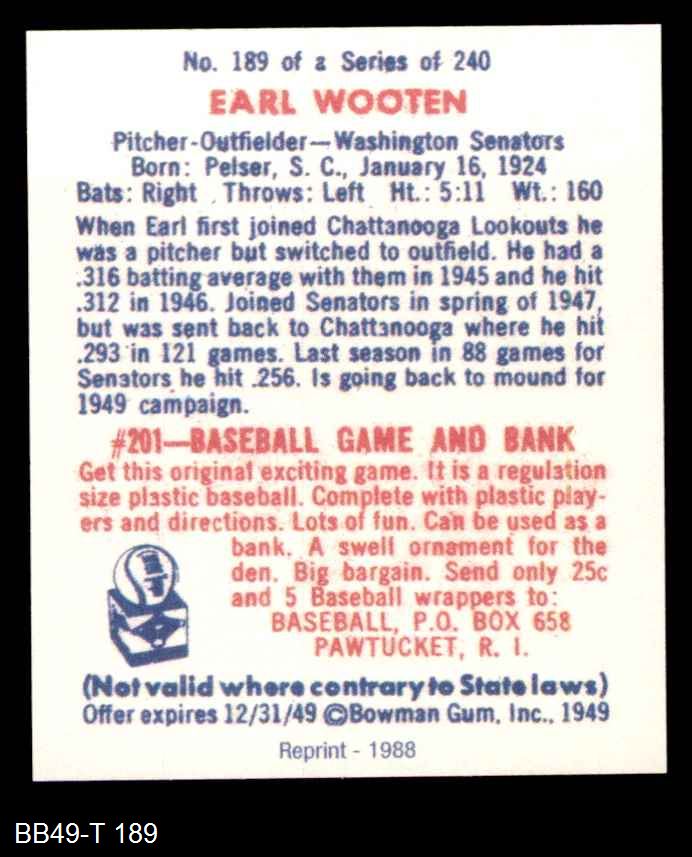 No. 189 of a Series of 240
EARL WOOTEN
Pitcher-Outfielder—Washington Senators
Born: Pelser, S. C., January 16, 1924
Bats: Right Throws: Left Ht.: 5:11 Wt.: 160
When Earl first joined Chattanooga Lookouts he
was a pitcher but switched to outfield. He had a
.316 batting average with them in 1945 and he hit
.312 in 1946. Joined Senators in spring of 1947,
but was sent back to Chattanooga where he hit
.293 in 121 games. Last season in 88 games for
Senators he hit .256. Is going back to mound for
1949 campaign.
#201—BASEBALL GAME AND BANK
Get this original exciting game. It is a regulation
size plastic baseball. Complete with plastic play-
ers and directions. Lots of fun. Can be used as a
bank. A swell ornament for the
den. Big bargain. Send only 25c
and 5 Baseball wrappers to:
BASEBALL, P.O. BOX 658
PAWTUCKET, R. I.
(Not valid where contrary to State laws)
Offer expires 12/31/49 ©Bowman Gum, Inc., 1949
Reprint - 1988
BB49-T 189